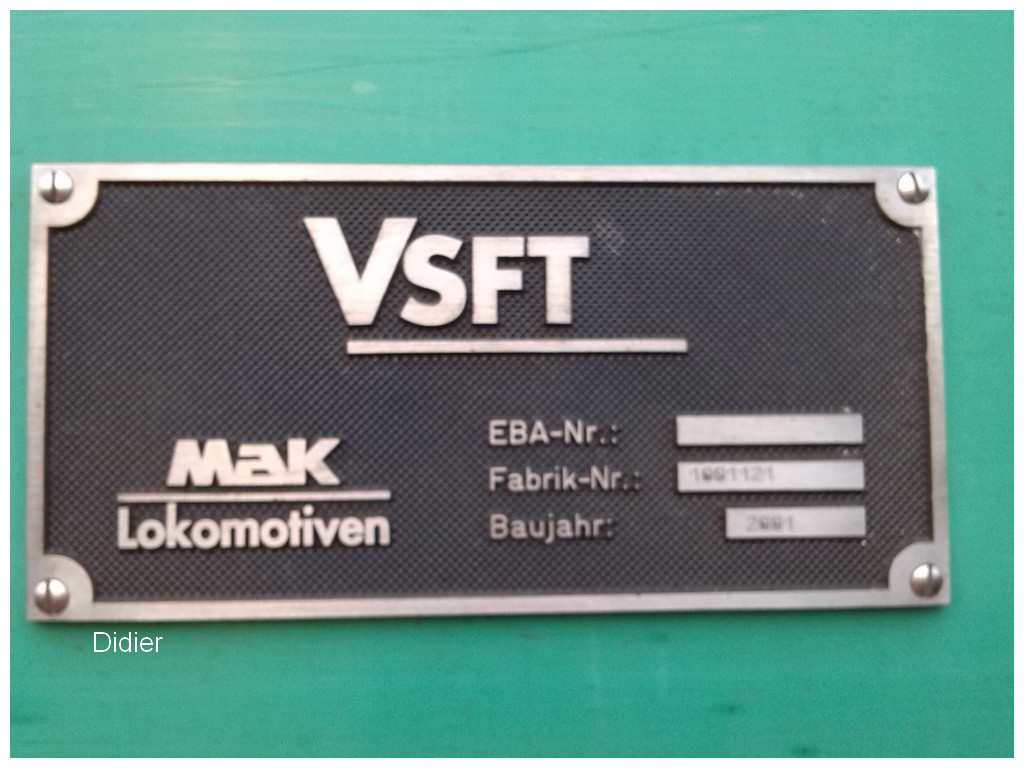 VSFT
MaK
Lokomotiven
EBA-Nr.:
Fabrik-Nr.: 1001121
Baujahr: 2001
Didier